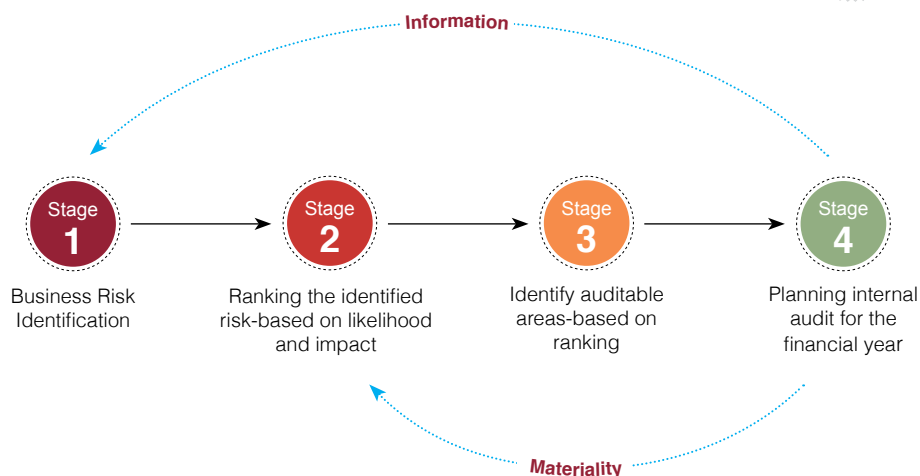 Information
Stage
1
Business Risk
Identification
Stage
2
Ranking the identified
risk-based on likelihood
and impact
Stage
3
Identify auditable
areas-based on
ranking
Stage
4
Planning internal
audit for the
financial year
Materiality